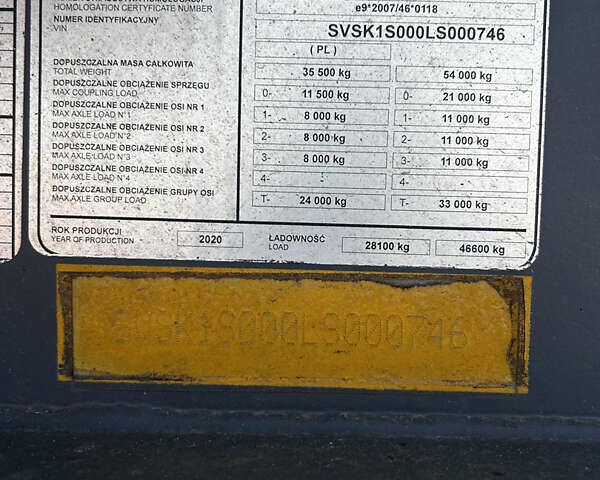 HOMOLOGATION CERTIFICATE NUMBER e9*2007/46*0118
NUMER IDENTYFIKACYJNY
VIN SVSK1S000LS000746
( PL )
DOPUSZCZALNA MASA CAŁKOWITA
TOTAL WEIGHT 35 500 kg 54 000 kg
DOPUSZCZALNE OBCIĄŻENIE SPRZĘGU
MAX COUPLING LOAD 0- 11 500 kg 0- 21 000 kg
DOPUSZCZALNE OBCIĄŻENIE OSI NR 1
MAX AXLE LOAD N°1 1- 8 000 kg 1- 11 000 kg
DOPUSZCZALNE OBCIĄŻENIE OSI NR 2
MAX AXLE LOAD N°2 2- 8 000 kg 2- 11 000 kg
DOPUSZCZALNE OBCIĄŻENIE OSI NR 3
MAX AXLE LOAD N°3 3- 8 000 kg 3- 11 000 kg
DOPUSZCZALNE OBCIĄŻENIE OSI NR 4
MAX AXLE LOAD N°4 4- 4-
DOPUSZCZALNE OBCIĄŻENIE GRUPY OSI
MAX AXLE GROUP LOAD T- 24 000 kg T- 33 000 kg
ROK PRODUKCJI
YEAR OF PRODUCTION 2020 ŁADOWNOŚĆ
LOAD 28100 kg 46600 kg
SVSK1S000LS000746